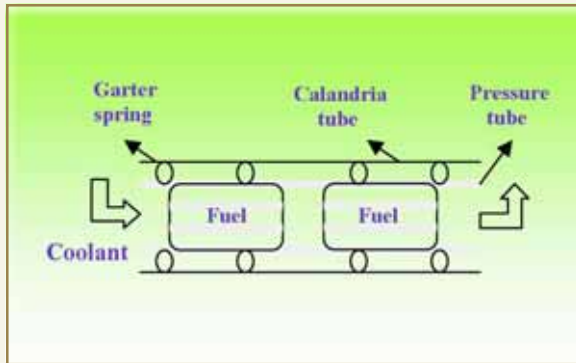 Garter
spring
Calandria
tube
Pressure
tube
Fuel
Fuel
Coolant